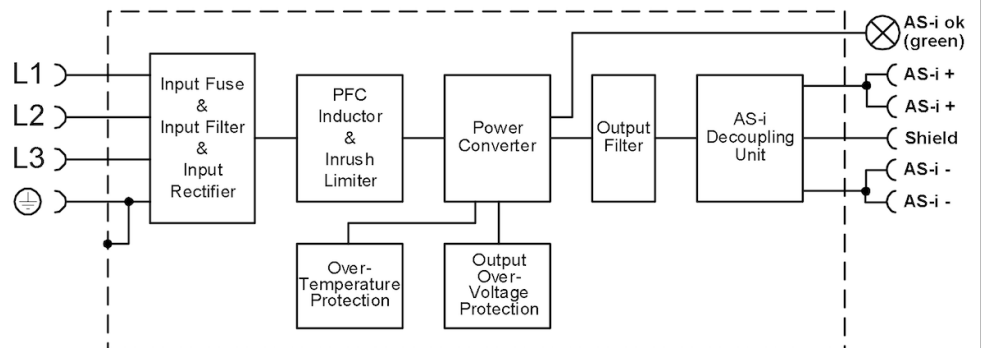 L1
L2
L3
Input Fuse
&
Input Filter
&
Input
Rectifier
PFC
Inductor
&
Inrush
Limiter
Power
Converter
Output
Filter
AS-i
Decoupling
Unit
AS-i ok
(green)
AS-i +
AS-i +
Shield
AS-i -
AS-i -
Over-
Temperature
Protection
Output
Over-
Voltage
Protection